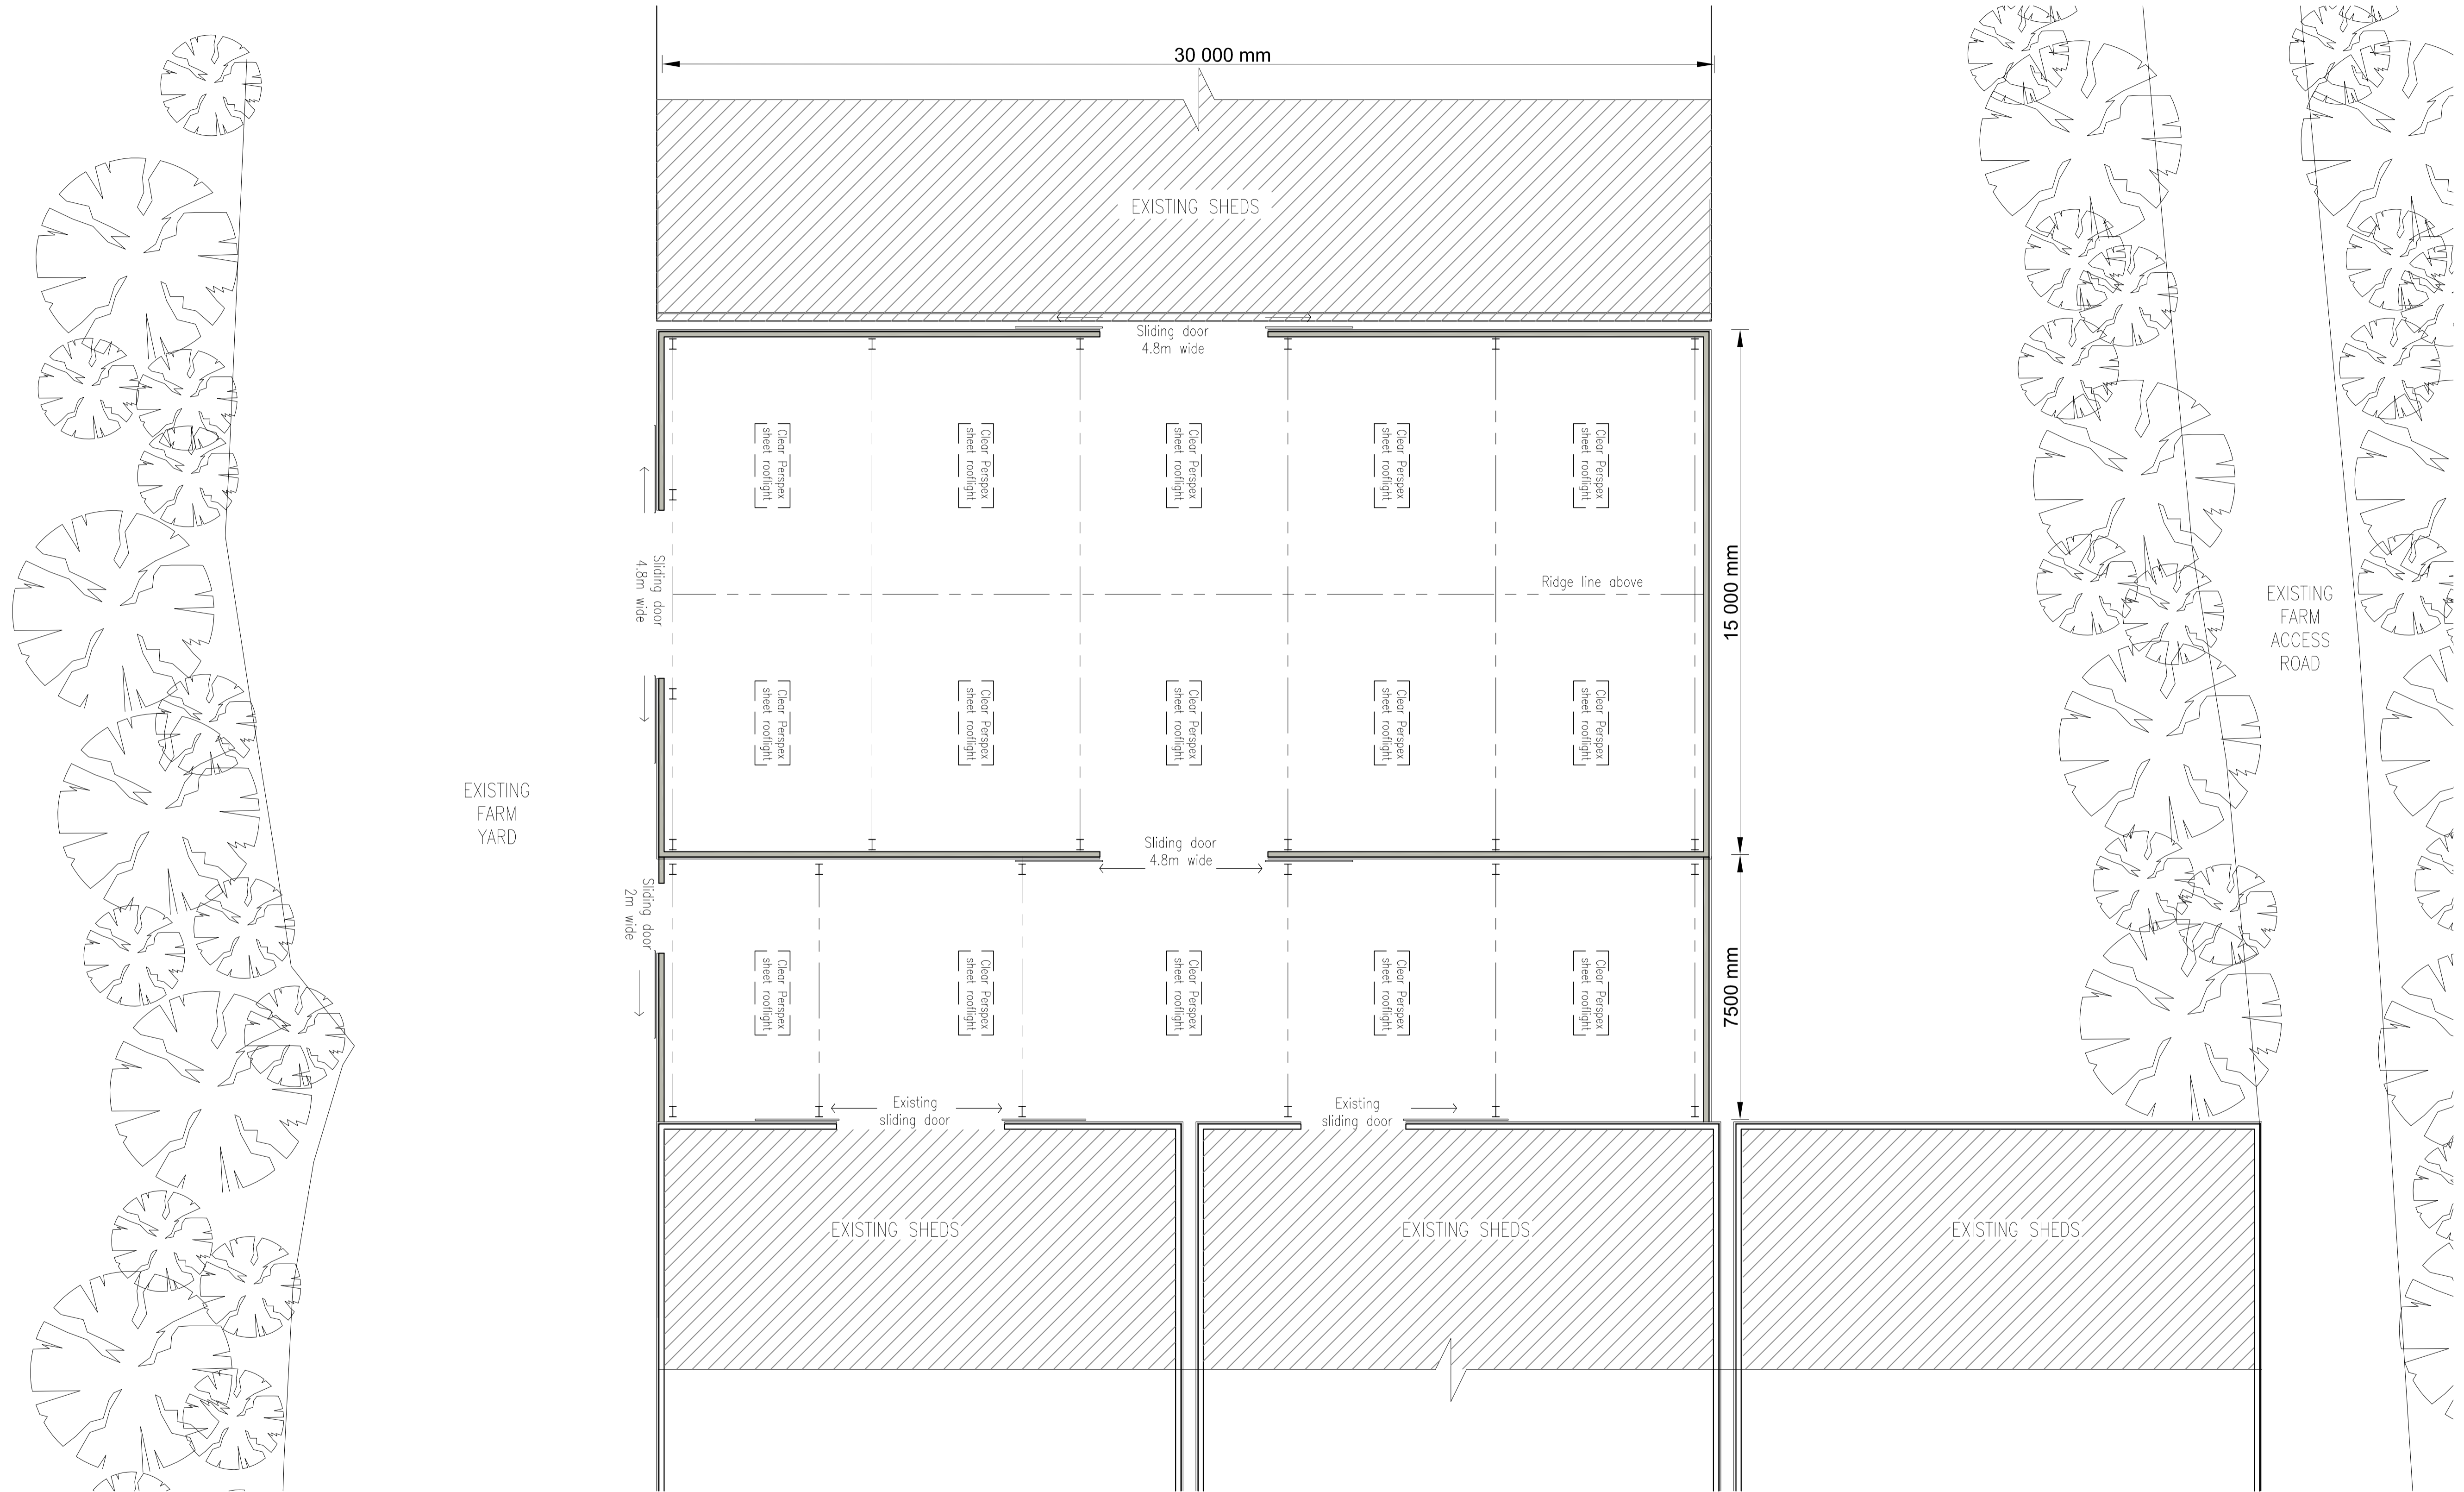 30 000 mm
EXISTING SHEDS
Sliding door
4.8m wide
Clear Perspex
sheet rooflight
Clear Perspex
sheet rooflight
Clear Perspex
sheet rooflight
Clear Perspex
sheet rooflight
Clear Perspex
sheet rooflight
Sliding door
4.8m wide
Ridge line above
15 000 mm
EXISTING
FARM
ACCESS
ROAD
Clear Perspex
sheet rooflight
Clear Perspex
sheet rooflight
Clear Perspex
sheet rooflight
Clear Perspex
sheet rooflight
Clear Perspex
sheet rooflight
EXISTING
FARM
YARD
Sliding door
4.8m wide
Sliding door
2m wide
Clear Perspex
sheet rooflight
Clear Perspex
sheet rooflight
Clear Perspex
sheet rooflight
Clear Perspex
sheet rooflight
Clear Perspex
sheet rooflight
7500 mm
Existing
sliding door
Existing
sliding door
EXISTING SHEDS
EXISTING SHEDS
EXISTING SHEDS